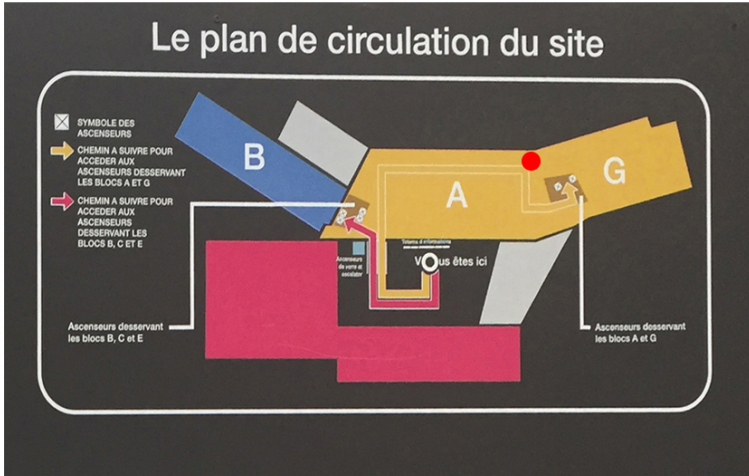 Le plan de circulation du site
SYMBOLE DES
ASCENSEURS
CHEMIN A SUIVRE POUR
ACCEDER AUX
ASCENSEURS DESSERVANT
LES BLOCS A ET G
CHEMIN A SUIVRE POUR
ACCEDER AUX
ASCENSEURS
DESSERVANT LES
BLOCS B, C ET E
B
A
G
Totems d'informations
Ascenseurs
de verre et
escalator
Vous êtes ici
Ascenseurs desservant
les blocs B, C et E
Ascenseurs desservant
les blocs A et G